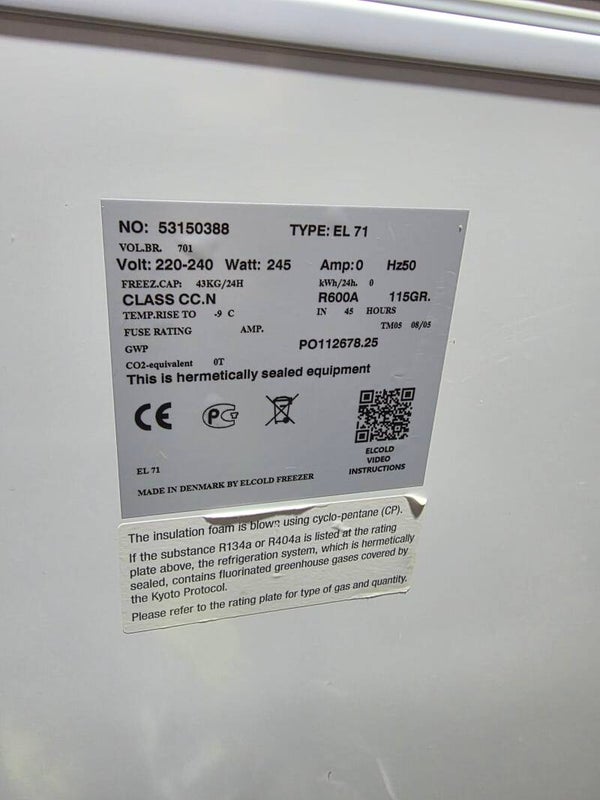 NO: 53150388 TYPE: EL 71
VOL.BR. 701
Volt: 220-240 Watt: 245 Amp:0 Hz50
FREEZ.CAP: 43KG/24H kWh/24h. 0
CLASS CC.N R600A 115GR.
TEMP.RISE TO -9 C IN 45 HOURS
FUSE RATING AMP. TM05 08/05
GWP PO112678.25
CO2-equivalent 0T
This is hermetically sealed equipment
CE PCT
ELCOLD
VIDEO
INSTRUCTIONS
EL 71
MADE IN DENMARK BY ELCOLD FREEZER
The insulation foam is blown using cyclo-pentane (CP).
If the substance R134a or R404a is listed at the rating
plate above, the refrigeration system, which is hermetically
sealed, contains fluorinated greenhouse gases covered by
the Kyoto Protocol.
Please refer to the rating plate for type of gas and quantity.